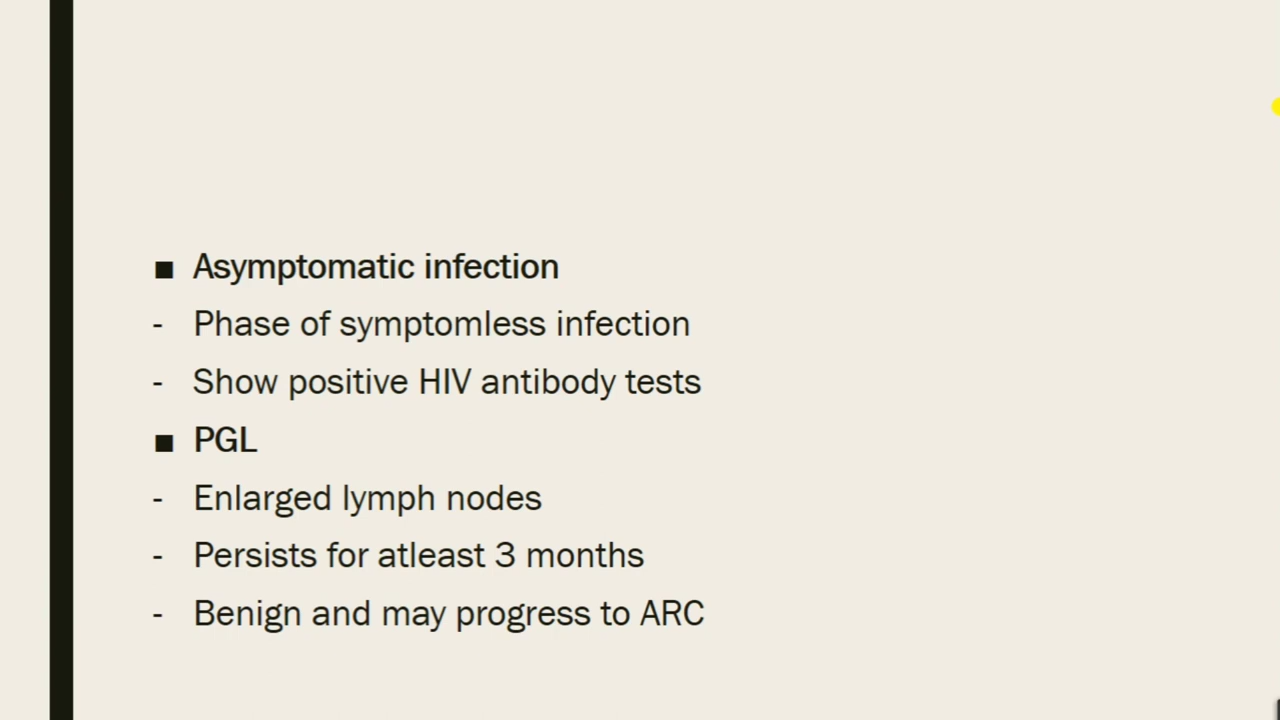 ■ Asymptomatic infection
- Phase of symptomless infection
- Show positive HIV antibody tests
■ PGL
- Enlarged lymph nodes
- Persists for atleast 3 months
- Benign and may progress to ARC